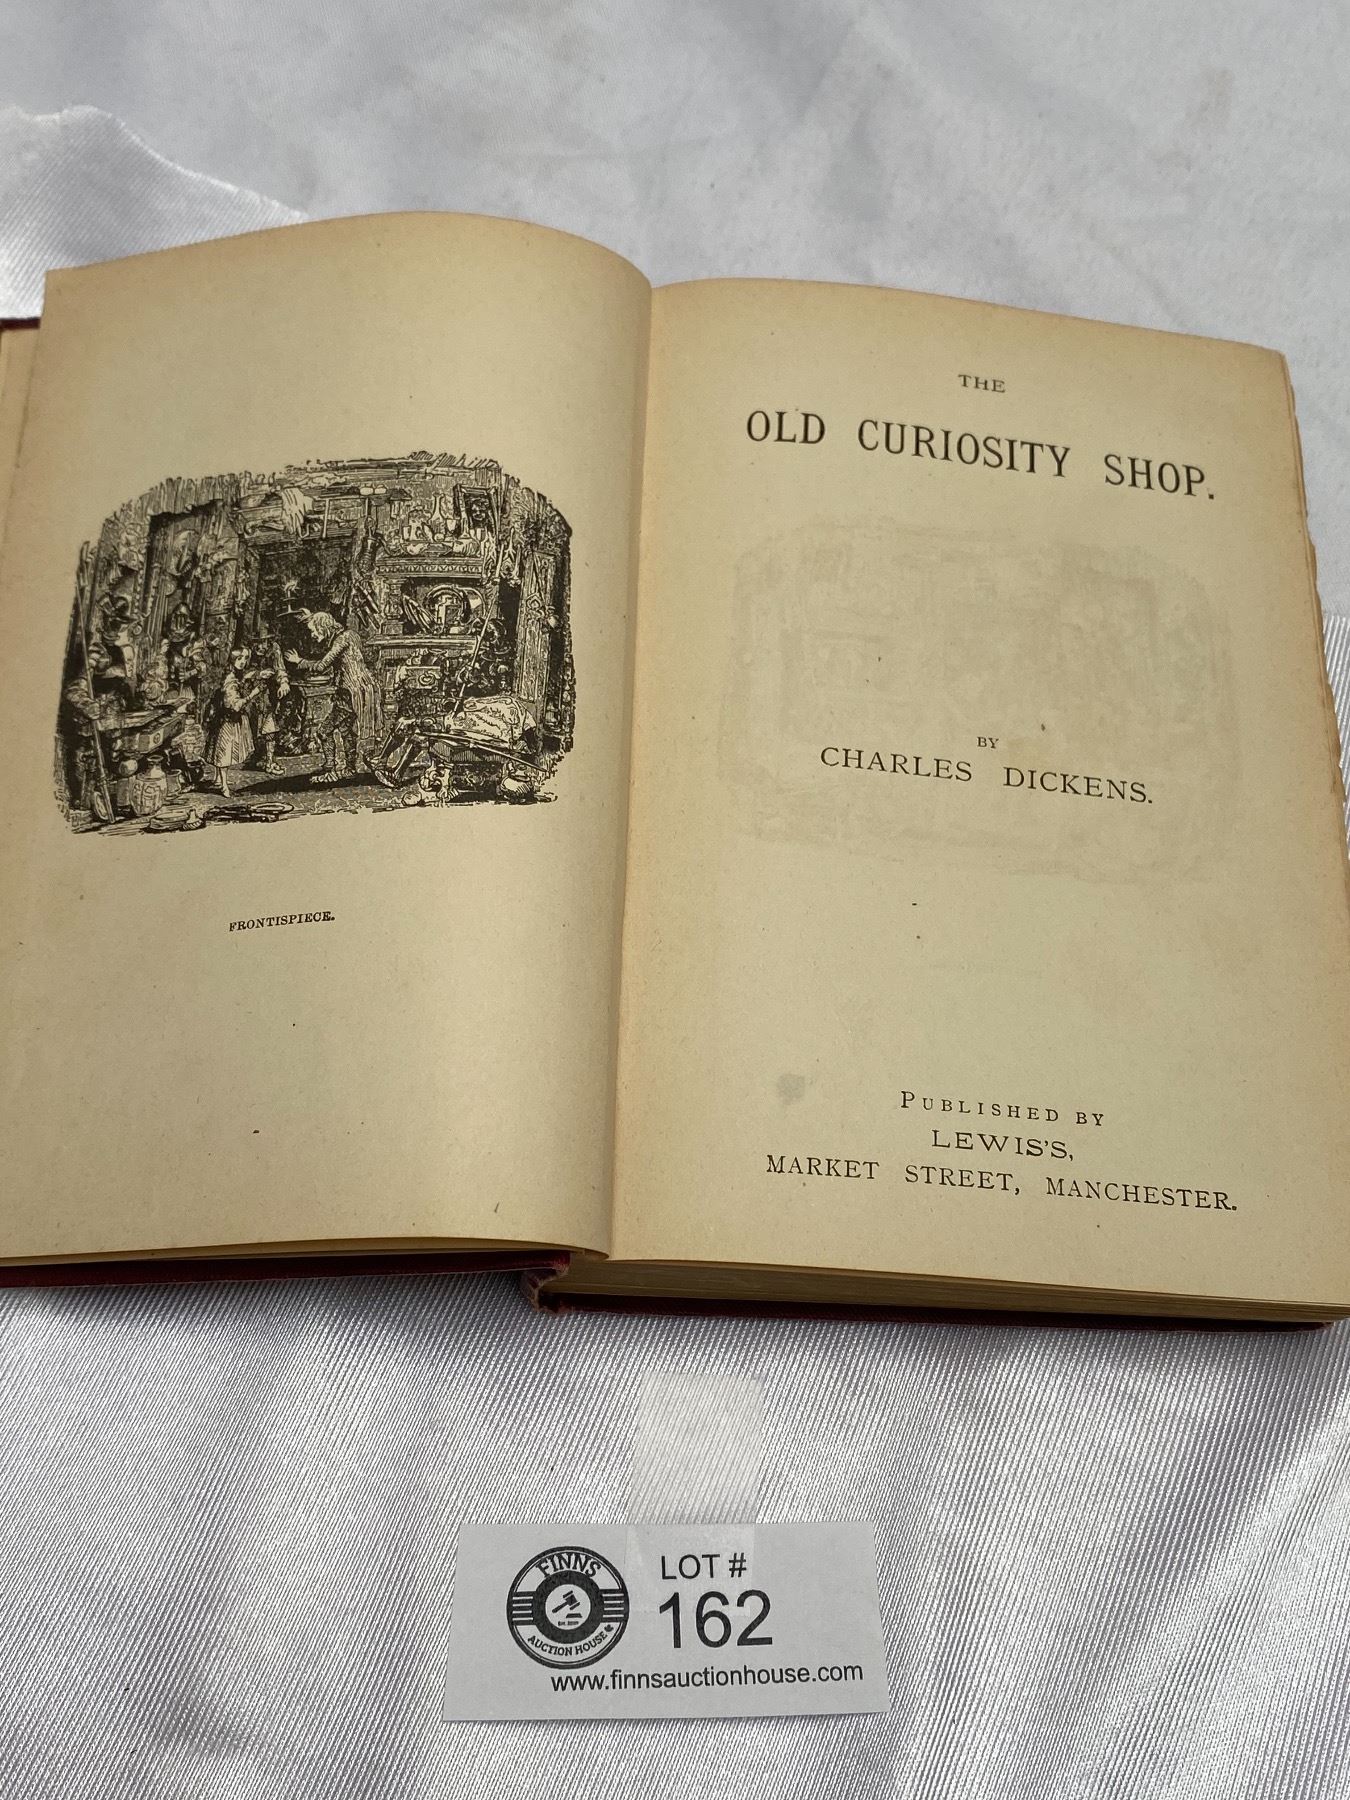 FRONTISPIECE.
THE
OLD CURIOSITY SHOP.
BY
CHARLES DICKENS.
PUBLISHED BY
LEWIS'S,
MARKET STREET, MANCHESTER.
FINNS
AUCTION HOUSE
LOT #
162
www.finnsauctionhouse.com